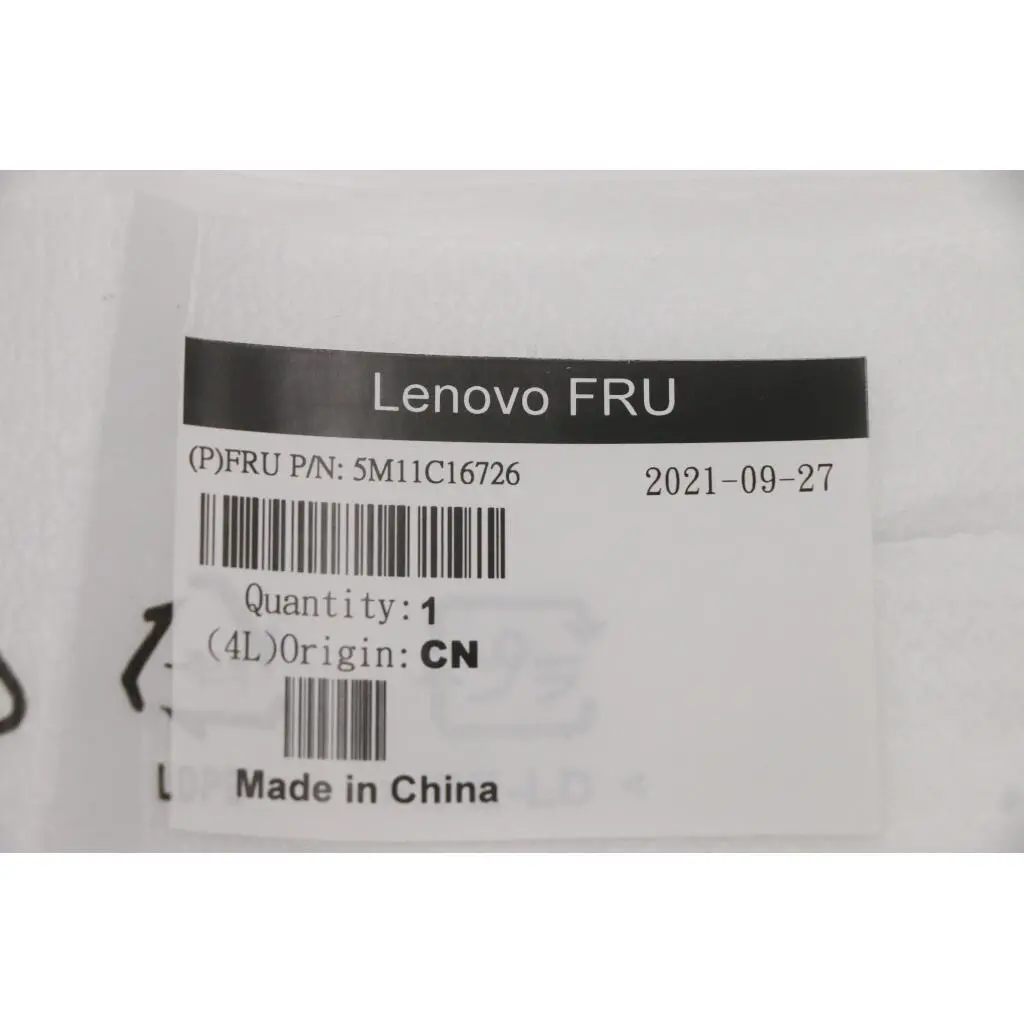 Lenovo FRU
(P)FRU P/N: 5M11C16726
2021-09-27
Quantity: 1
(4L)Origin: CN
Made in China